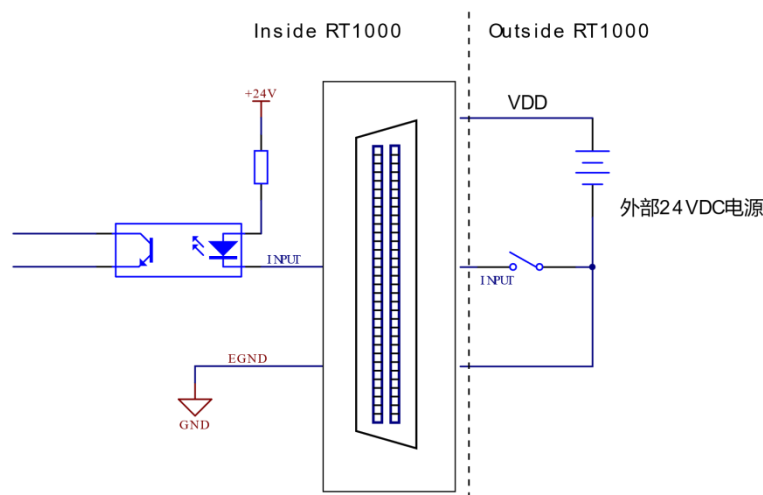 Inside RT1000
Outside RT1000
+24V
VDD
外部24VDC电源
INPUT
INPUT
EGND
GND